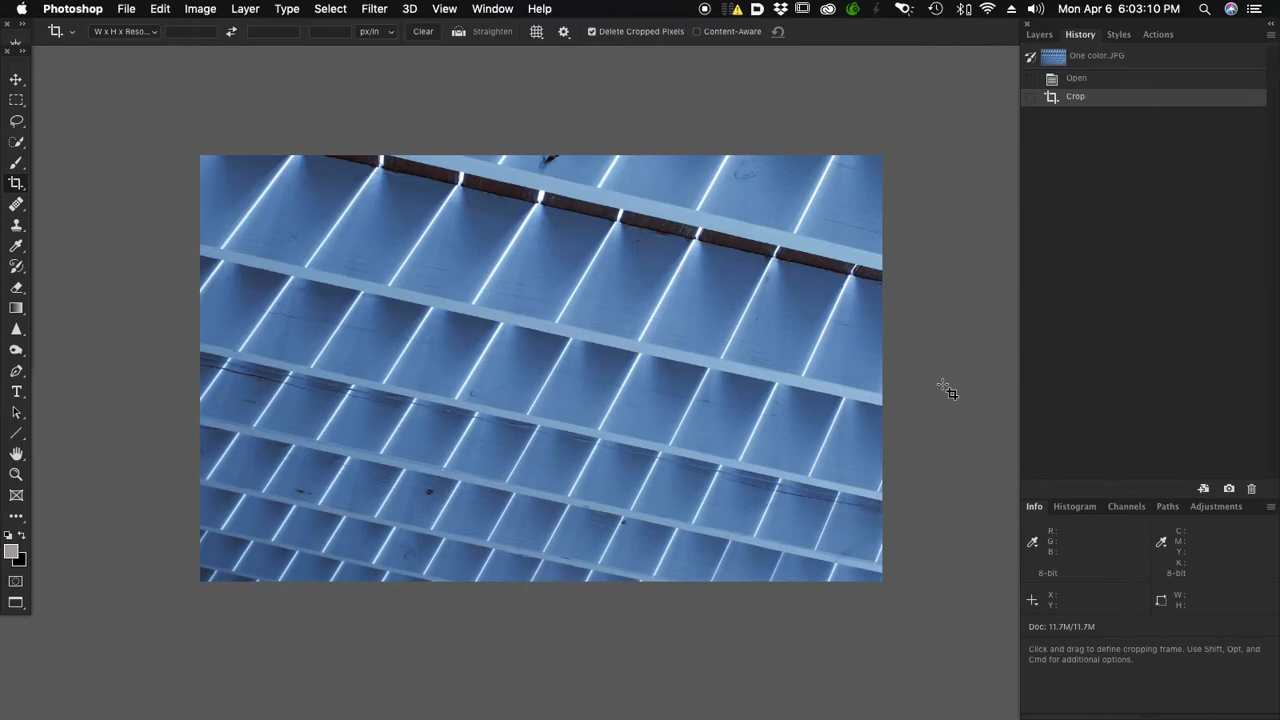 Photoshop File Edit Image Layer Type Select Filter 3D View Window Help Mon Apr 6 6:03:10 PM
W x H x Reso... px/in Clear Straighten Delete Cropped Pixels Content-Aware
Layers History Styles Actions
One color.JPG
Open
Crop
Info Histogram Channels Paths Adjustments
R: C:
G: M:
B: Y:
K:
8-bit 8-bit
X: W:
Y: H:
Doc: 11.7M/11.7M
Click and drag to define cropping frame. Use Shift, Opt, and
Cmd for additional options.